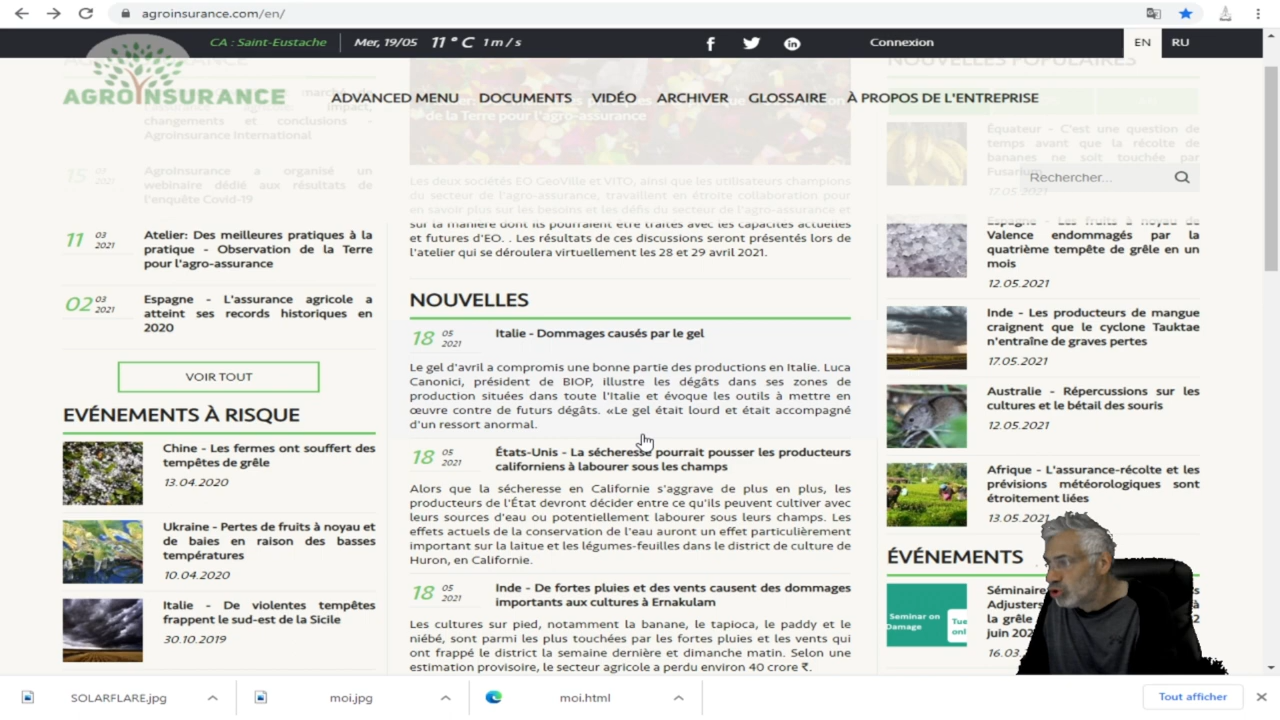 agroinsurance.com/en/
CA : Saint-Eustache
Mer, 19/05 11 ° C 1 m / s
Connexion
EN
RU
AGROINSURANCE
ADVANCED MENU
DOCUMENTS
VIDÉO
ARCHIVER
GLOSSAIRE
À PROPOS DE L'ENTREPRISE
Rechercher...
changements et conclusions -
Agroinsurance International
15 2021
Agroinsurance a organisé un
webinaire dédié aux résultats de
l'enquête Covid-19
11 03 2021
Atelier: Des meilleures pratiques à la
pratique - Observation de la Terre
pour l'agro-assurance
02 03 2021
Espagne - L'assurance agricole a
atteint ses records historiques en
2020
VOIR TOUT
EVÉNEMENTS À RISQUE
Chine - Les fermes ont souffert des
tempêtes de grêle
13.04.2020
Ukraine - Pertes de fruits à noyau et
de baies en raison des basses
températures
10.04.2020
Italie - De violentes tempêtes
frappent le sud-est de la Sicile
30.10.2019
de la Terre pour l'agro-assurance
Les deux sociétés EO GeoVille et VITO, ainsi que les utilisateurs champions
du secteur de l'agro-assurance, travaillent en étroite collaboration pour
en savoir plus sur les besoins et les défis du secteur de l'agro-assurance et
sur la manière dont ils pourraient être traités avec les capacités actuelles
et futures d'EO. . Les résultats de ces discussions seront présentés lors de
l'atelier qui se déroulera virtuellement les 28 et 29 avril 2021.
NOUVELLES
18 05 2021
Italie - Dommages causés par le gel
Le gel d'avril a compromis une bonne partie des productions en Italie. Luca
Canonici, président de BIOP, illustre les dégâts dans ses zones de
production situées dans toute l'Italie et évoque les outils à mettre en
œuvre contre de futurs dégâts. «Le gel était lourd et était accompagné
d'un ressort anormal.
18 05 2021
États-Unis - La sécheresse pourrait pousser les producteurs
californiens à labourer sous les champs
Alors que la sécheresse en Californie s'aggrave de plus en plus, les
producteurs de l'État devront décider entre ce qu'ils peuvent cultiver avec
leurs sources d'eau ou potentiellement labourer sous leurs champs. Les
effets actuels de la conservation de l'eau auront un effet particulièrement
important sur la laitue et les légumes-feuilles dans le district de culture de
Huron, en Californie.
18 05 2021
Inde - De fortes pluies et des vents causent des dommages
importants aux cultures à Ernakulam
Les cultures sur pied, notamment la banane, le tapioca, le paddy et le
niébé, sont parmi les plus touchées par les fortes pluies et les vents qui
ont frappé le district la semaine dernière et dimanche matin. Selon une
estimation provisoire, le secteur agricole a perdu environ 40 crore ₹.
NOUVELLES POPULAIRES
Équateur - C'est une question de
temps avant que la récolte de
bananes ne soit touchée par
Fusarium
17.05.2021
Espagne - Les fruits à noyau de
Valence endommagés par la
quatrième tempête de grêle en un
mois
12.05.2021
Inde - Les producteurs de mangue
craignent que le cyclone Tauktae
n'entraîne de graves pertes
17.05.2021
Australie - Répercussions sur les
cultures et le bétail des souris
12.05.2021
Afrique - L'assurance-récolte et les
prévisions météorologiques sont
étroitement liées
13.05.2021
ÉVÉNEMENTS
Seminar on
Damage
Tue
onl
Séminaire
Adjusters
la grêle
juin 202
16.03.
SOLARFLARE.jpg
moi.jpg
moi.html
Tout afficher